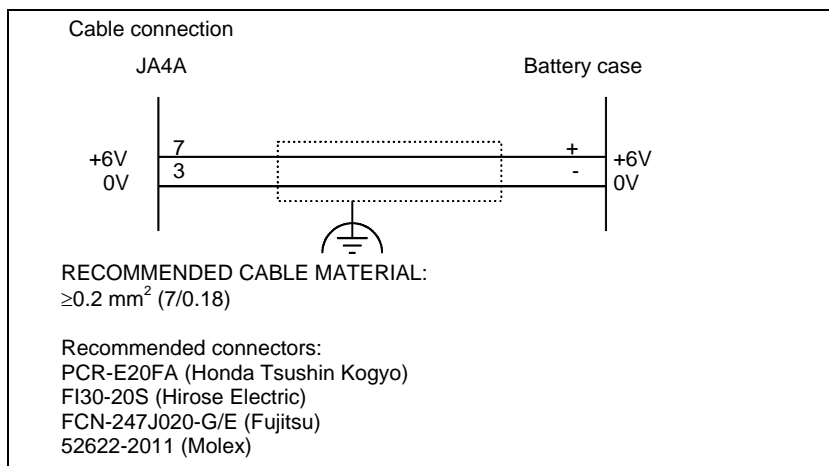 Cable connection
JA4A Battery case
+6V 7 + +6V
0V 3 - 0V
RECOMMENDED CABLE MATERIAL:
≥0.2 mm² (7/0.18)
Recommended connectors:
PCR-E20FA (Honda Tsushin Kogyo)
FI30-20S (Hirose Electric)
FCN-247J020-G/E (Fujitsu)
52622-2011 (Molex)